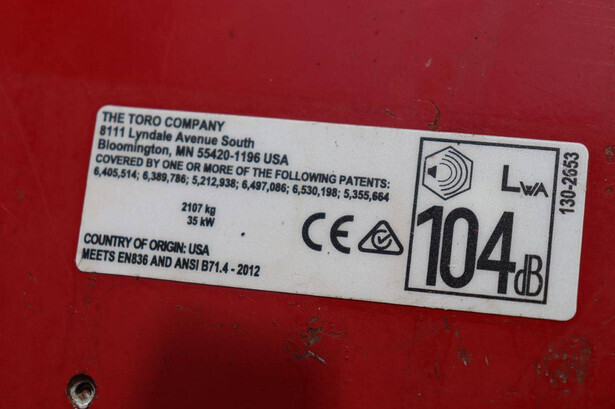 THE TORO COMPANY
8111 Lyndale Avenue South
Bloomington, MN 55420-1196 USA
COVERED BY ONE OR MORE OF THE FOLLOWING PATENTS:
6,405,514; 6,389,786; 5,212,938; 6,497,086; 6,530,198; 5,355,664
2107 kg
35 kW
COUNTRY OF ORIGIN: USA
MEETS EN836 AND ANSI B71.4 - 2012
CE
LWA
104dB
130-2653